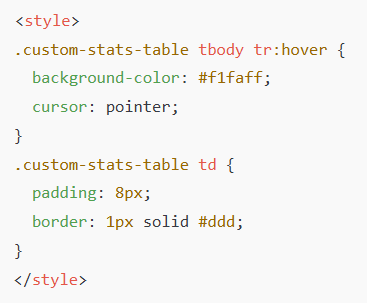 <style>
.custom-stats-table tbody tr:hover {
  background-color: #f1faff;
  cursor: pointer;
}
.custom-stats-table td {
  padding: 8px;
  border: 1px solid #ddd;
}
</style>